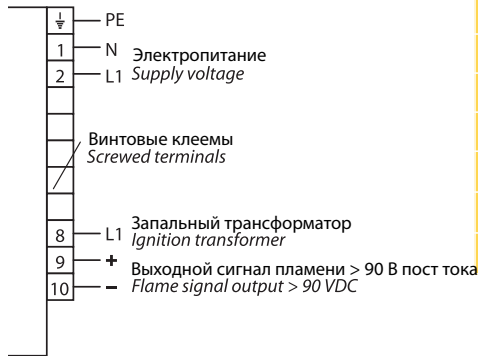 PE
1 N Электропитание
2 L1 Supply voltage
Винтовые клеемы
Screwed terminals
8 L1 Запальный трансформатор
Ignition transformer
9 + Выходной сигнал пламени > 90 В пост тока
10 – Flame signal output > 90 VDC